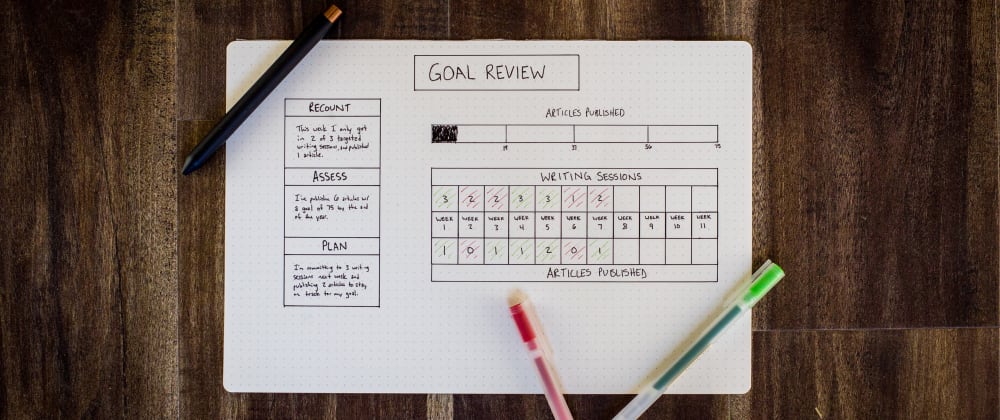 GOAL REVIEW
RECOUNT
This week I only got
in 2 of 3 targeted
writing sessions, and published
1 article.
ASSESS
I've publish 6 articles w/
a goal of 75 by the end
of the year.
PLAN
I'm committing to 3 writing
sessions next week and
publishing 2 articles to stay
on track for my goal.
ARTICLES PUBLISHED
19 37 56 75
WRITING SESSIONS
3 2 2 3 3 1 2
WEEK WEEK WEEK WEEK WEEK WEEK WEEK WEEK WEEK WEEK WEEK
1 2 3 4 5 6 7 8 9 10 11
1 0 1 1 2 0 1
ARTICLES PUBLISHED